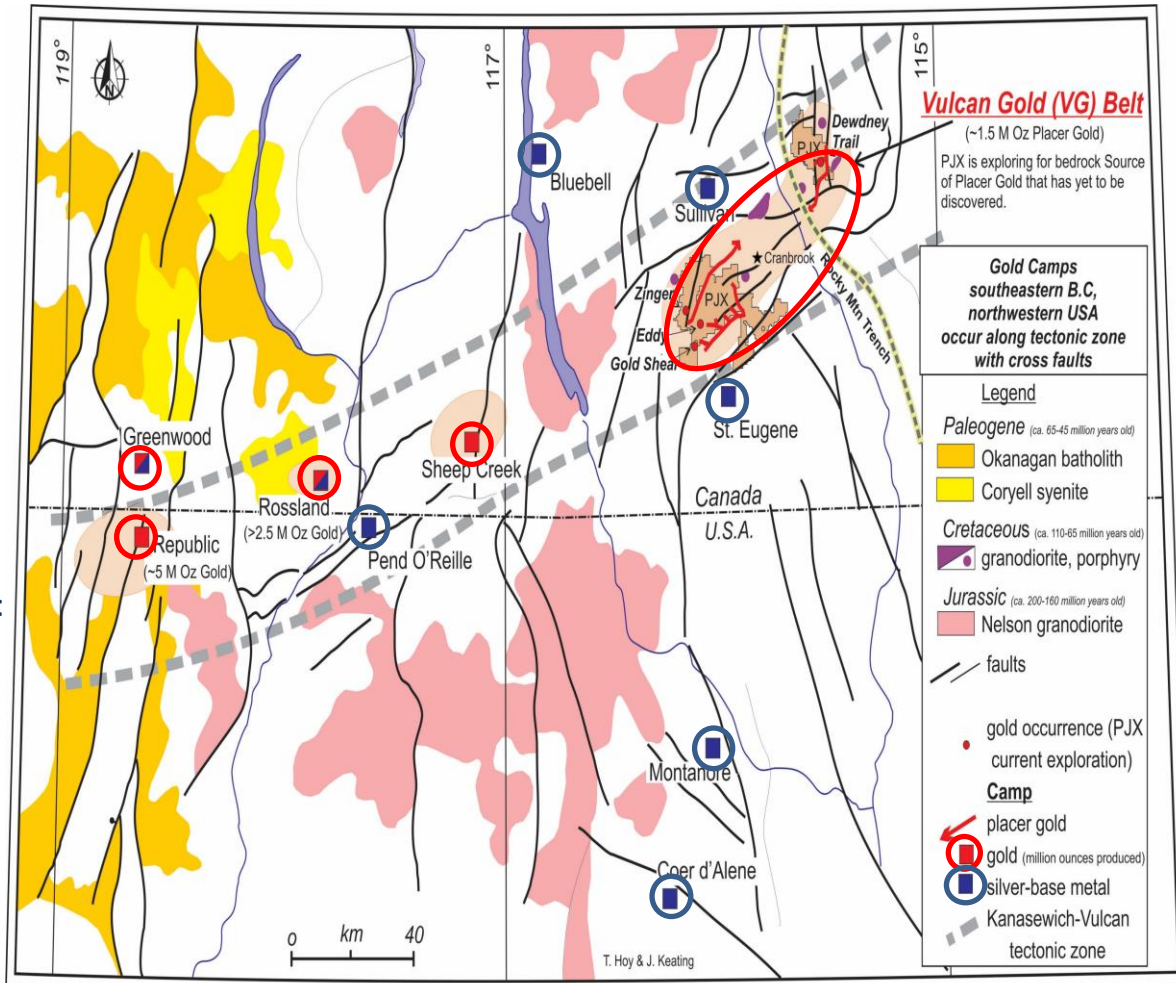 119°
117°
115°
N
Vulcan Gold (VG) Belt
(~1.5 M Oz Placer Gold)
PJX is exploring for bedrock Source
of Placer Gold that has yet to be
discovered.
Dewdney
Trail
PJX
Bluebell
Sullivan
Cranbrook
Rocky Mtn Trench
Zinger
PJX
Eddy
Gold Shear
St. Eugene
Greenwood
Sheep Creek
Rossland
(>2.5 M Oz Gold)
Canada
U.S.A.
Republic
(~5 M Oz Gold)
Pend O'Reille
Montanore
Coer d'Alene
0 km 40
T. Hoy & J. Keating
Gold Camps
southeastern B.C,
northwestern USA
occur along tectonic zone
with cross faults
Legend
Paleogene (ca. 65-45 million years old)
Okanagan batholith
Coryell syenite
Cretaceous (ca. 110-65 million years old)
granodiorite, porphyry
Jurassic (ca. 200-160 million years old)
Nelson granodiorite
faults
gold occurrence (PJX
current exploration)
Camp
placer gold
gold (million ounces produced)
silver-base metal
Kanasewich-Vulcan
tectonic zone